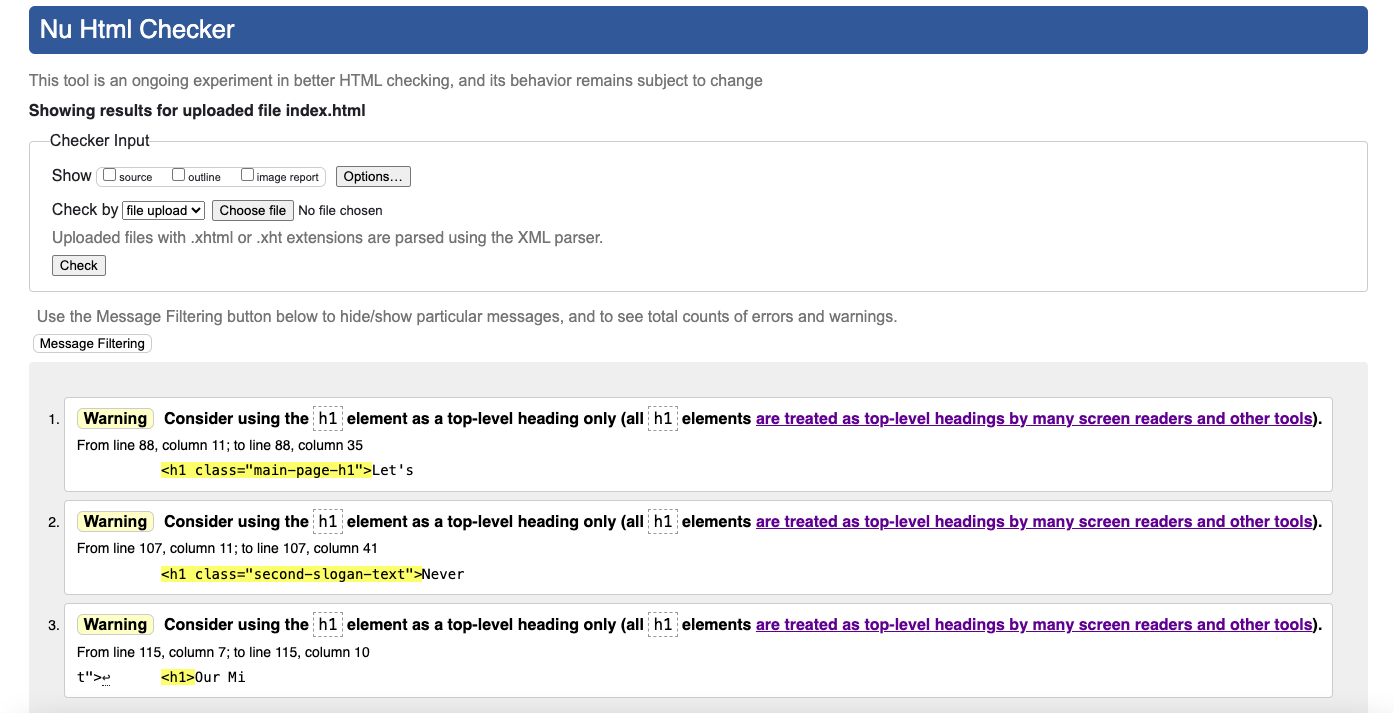 Nu Html Checker
This tool is an ongoing experiment in better HTML checking, and its behavior remains subject to change
Showing results for uploaded file index.html
Checker Input
Show source outline image report Options…
Check by file upload Choose file No file chosen
Uploaded files with .xhtml or .xht extensions are parsed using the XML parser.
Check
Use the Message Filtering button below to hide/show particular messages, and to see total counts of errors and warnings.
Message Filtering
1. Warning Consider using the h1 element as a top-level heading only (all h1 elements are treated as top-level headings by many screen readers and other tools).
From line 88, column 11; to line 88, column 35
<h1 class="main-page-h1">Let's
2. Warning Consider using the h1 element as a top-level heading only (all h1 elements are treated as top-level headings by many screen readers and other tools).
From line 107, column 11; to line 107, column 41
<h1 class="second-slogan-text">Never
3. Warning Consider using the h1 element as a top-level heading only (all h1 elements are treated as top-level headings by many screen readers and other tools).
From line 115, column 7; to line 115, column 10
t">↩ <h1>Our Mi